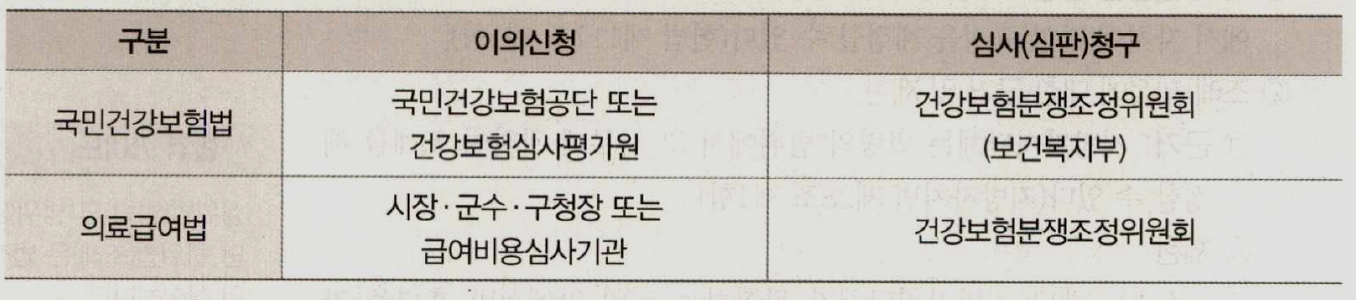 구분 이의신청 심사(심판)청구
국민건강보험법 국민건강보험공단 또는 건강보험분쟁조정위원회
건강보험심사평가원 (보건복지부)
의료급여법 시장·군수·구청장 또는 건강보험분쟁조정위원회
급여비용심사기관